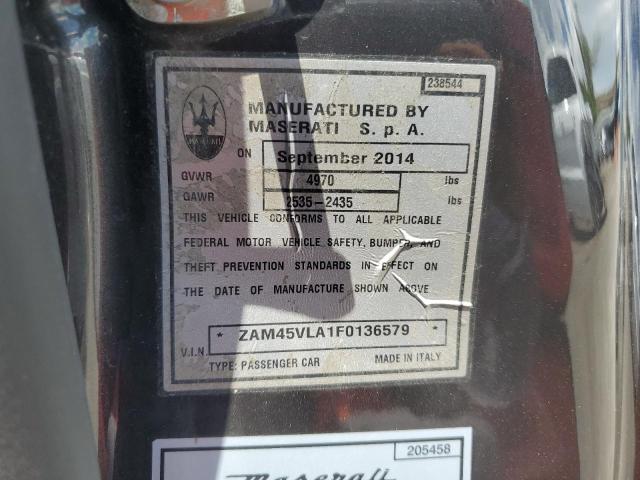 238544
MASERATI
MANUFACTURED BY
MASERATI S. p. A.
ON September 2014
GVWR 4970 lbs
GAWR 2535-2435 lbs
THIS VEHICLE CONFORMS TO ALL APPLICABLE
FEDERAL MOTOR VEHICLE SAFETY, BUMPER, AND
THEFT PREVENTION STANDARDS IN EFFECT ON
THE DATE OF MANUFACTURE SHOWN ABOVE
V.I.N. * ZAM45VLA1F0136579 *
TYPE: PASSENGER CAR MADE IN ITALY
205458
Maserati